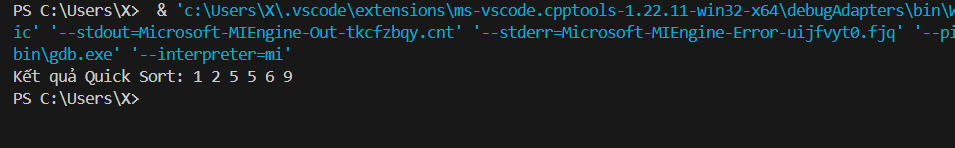 PS C:\Users\X>  & 'c:\Users\X\.vscode\extensions\ms-vscode.cpptools-1.22.11-win32-x64\debugAdapters\bin\
ic' '--stdout=Microsoft-MIEngine-Out-tkcfzbqy.cnt' '--stderr=Microsoft-MIEngine-Error-uijfvyt0.fjq' '--pi
bin\gdb.exe' '--interpreter=mi'
Kết quả Quick Sort: 1 2 5 5 6 9
PS C:\Users\X>